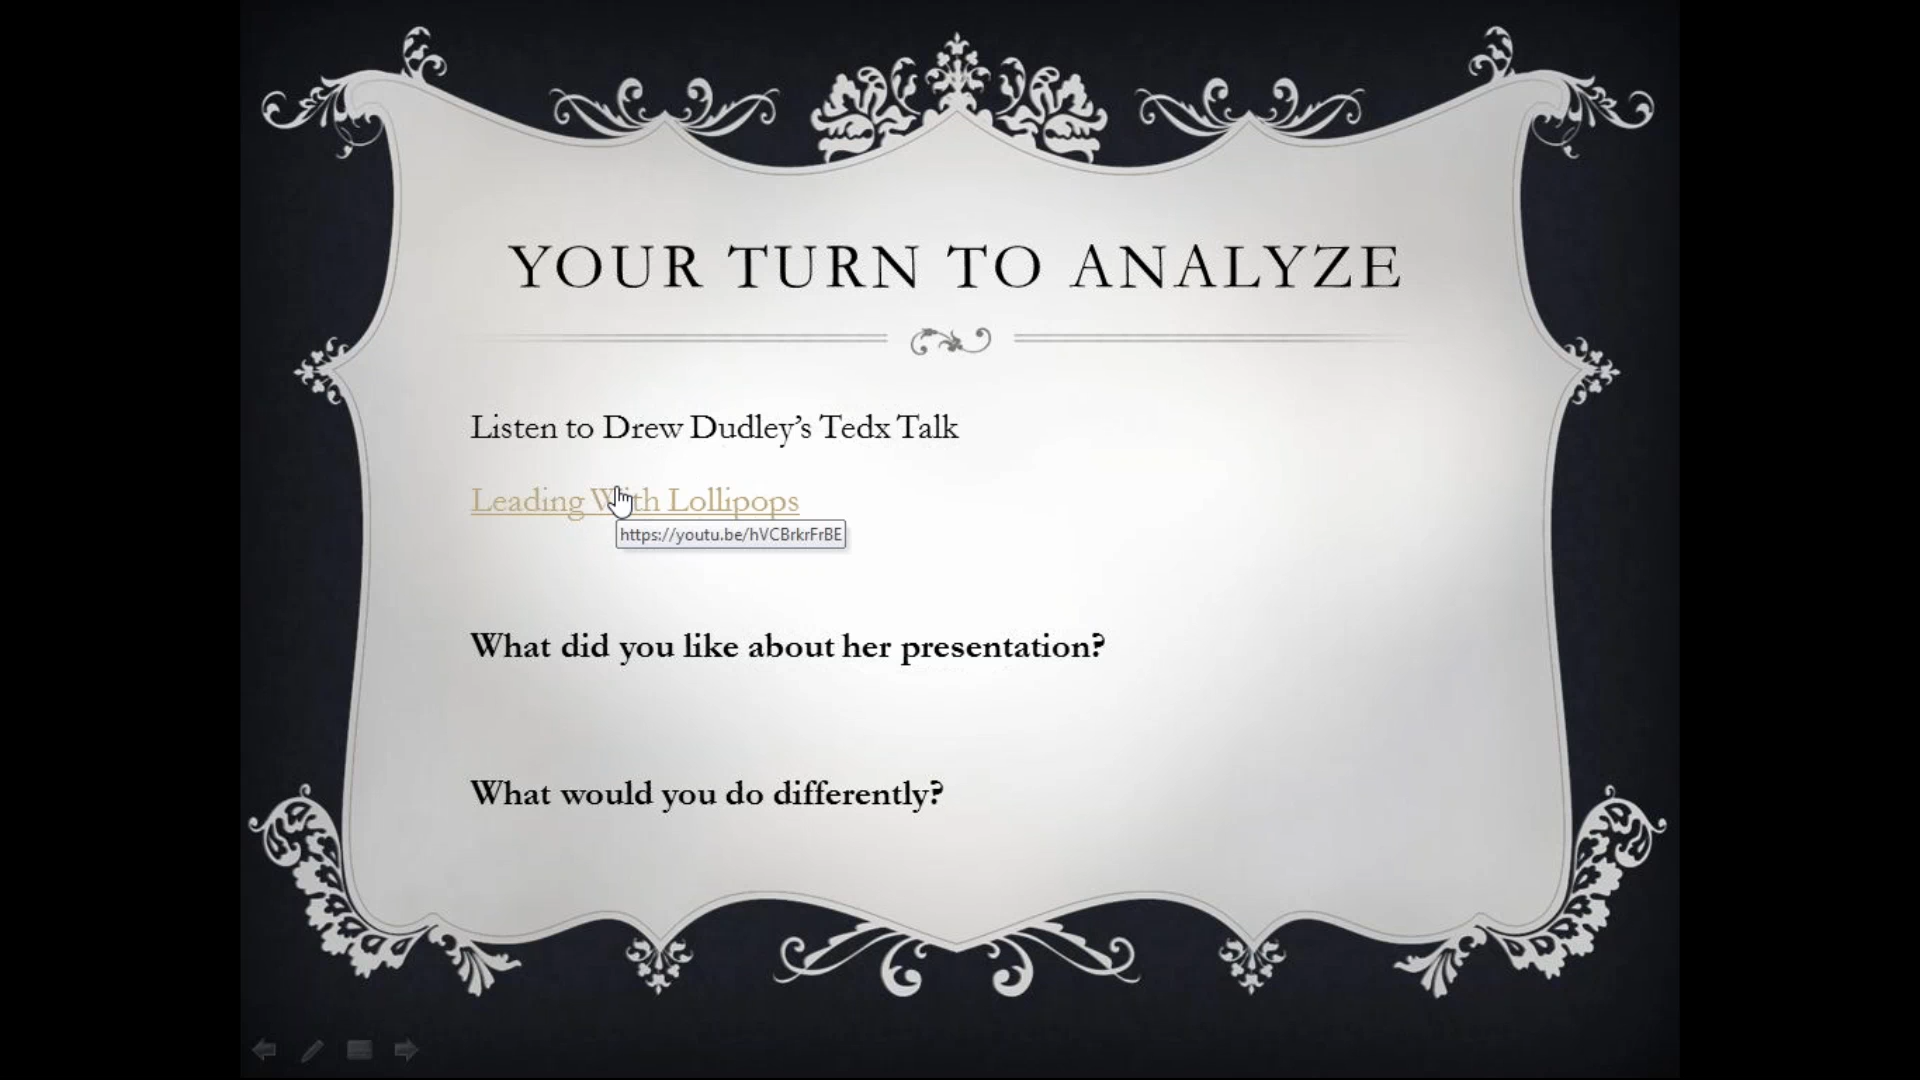 YOUR TURN TO ANALYZE
Listen to Drew Dudley's Tedx Talk
Leading With Lollipops
https://youtu.be/hVCBrkrFrBE
What did you like about her presentation?
What would you do differently?